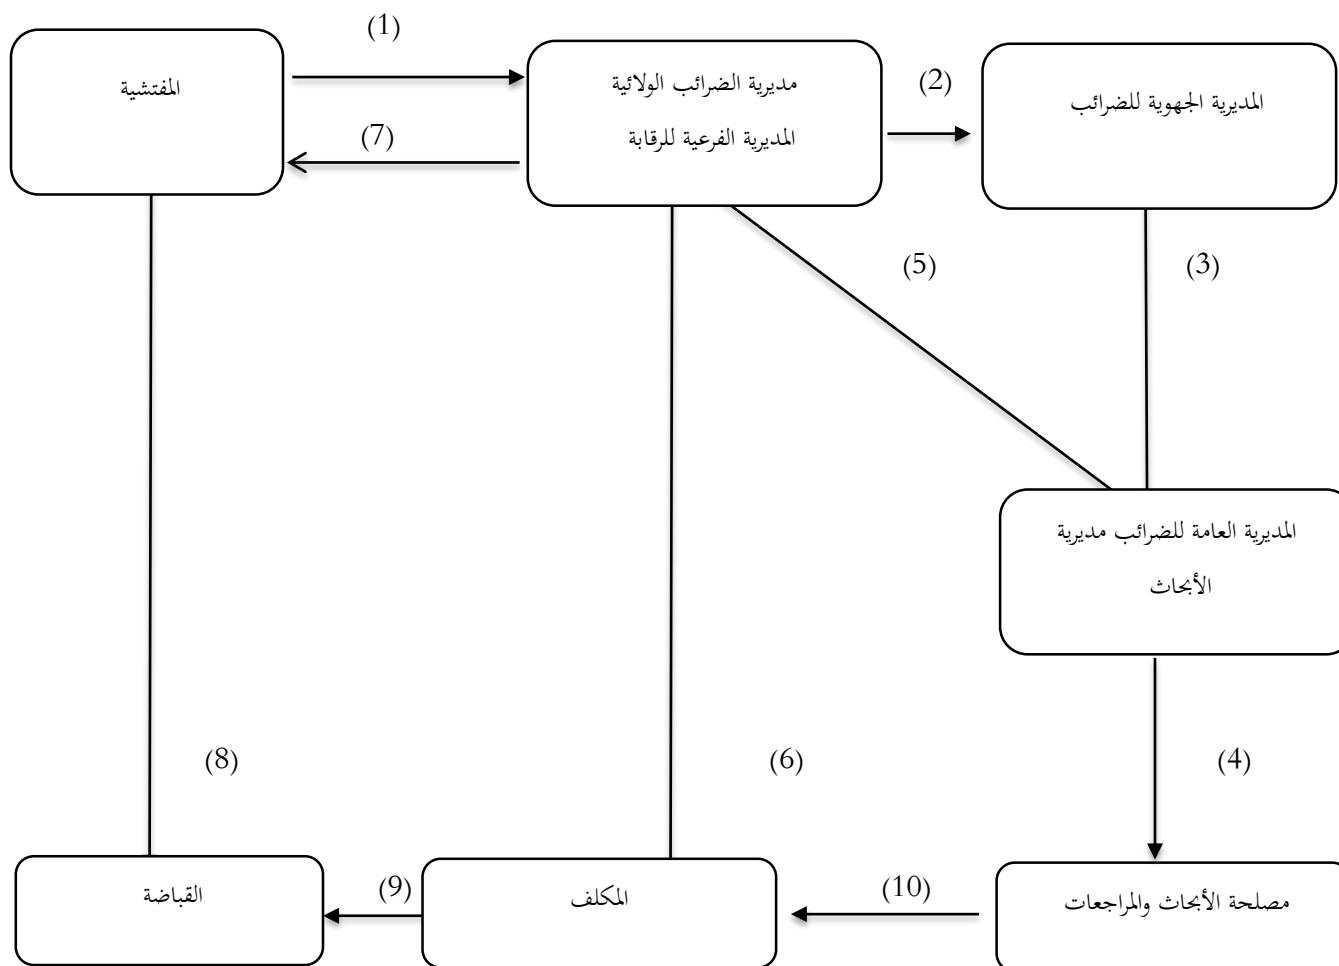 (1)
المفتشية
مديرية الضرائب الولائية
المديرية الفرعية للرقابة
(2)
المديرية الجهوية للضرائب
(7)
(5)
(3)
المديرية العامة للضرائب مديرية
الأبحاث
(8)
(6)
(4)
القباضة
(9)
المكلف
(10)
مصلحة الأبحاث والمراجعات